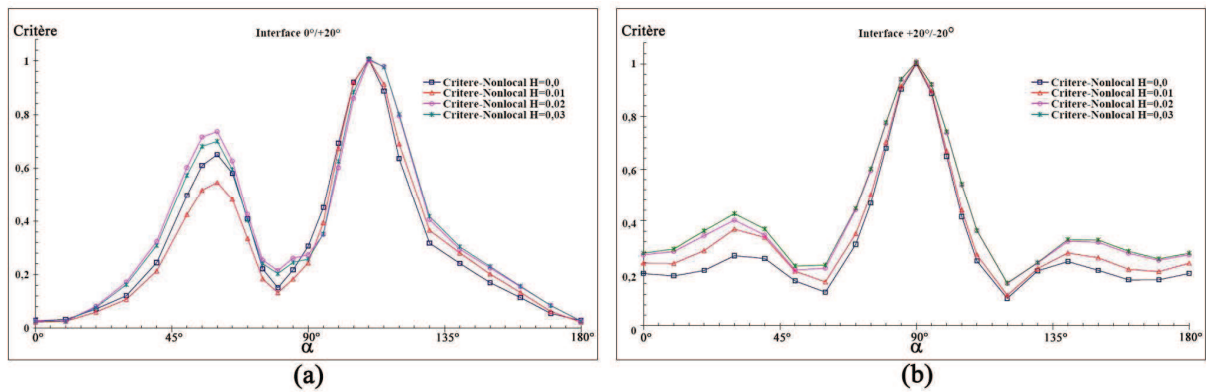 Critère
Interface 0°/+20°
1
0,8
0,6
0,4
0,2
0
0°
45°
90°
135°
180°
α
Critere-Nonlocal H=0,0
Critere-Nonlocal H=0.01
Critere-Nonlocal H=0.02
Critere-Nonlocal H=0,03
(a)
Critère
Interface +20°/-20°
1
0,8
0,6
0,4
0,2
0
0°
45°
90°
135°
180°
α
Critere-Nonlocal H=0,0
Critere-Nonlocal H=0.01
Critere-Nonlocal H=0.02
Critere-Nonlocal H=0,03
(b)